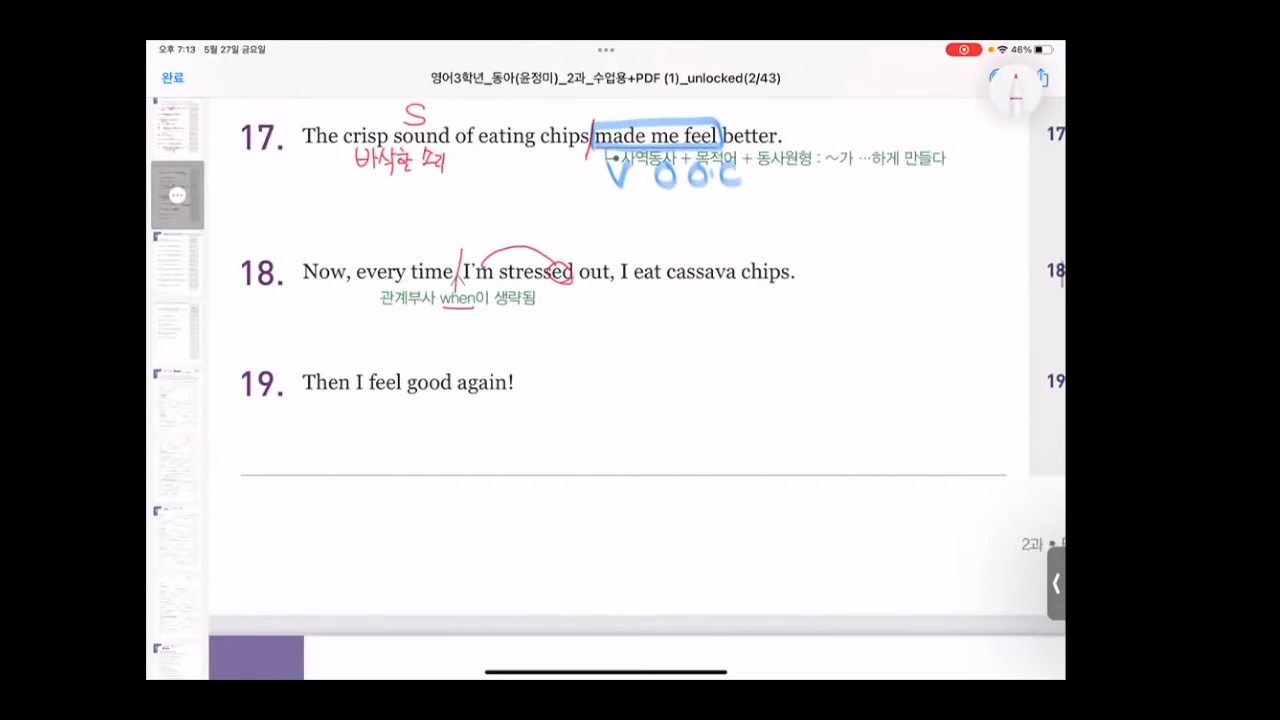 오후 7:13 5월 27일 금요일
46%
완료
영어3학년_동아(윤정미)_2과_수업용+PDF (1)_unlocked(2/43)
S
17. The crisp sound of eating chips made me feel better.
17
바삭한 소리
사역동사 + 목적어 + 동사원형 : ~가 …하게 만들다
V O O.C
18. Now, every time I'm stressed out, I eat cassava chips.
18
관계부사 when이 생략됨
19. Then I feel good again!
19
2과 •